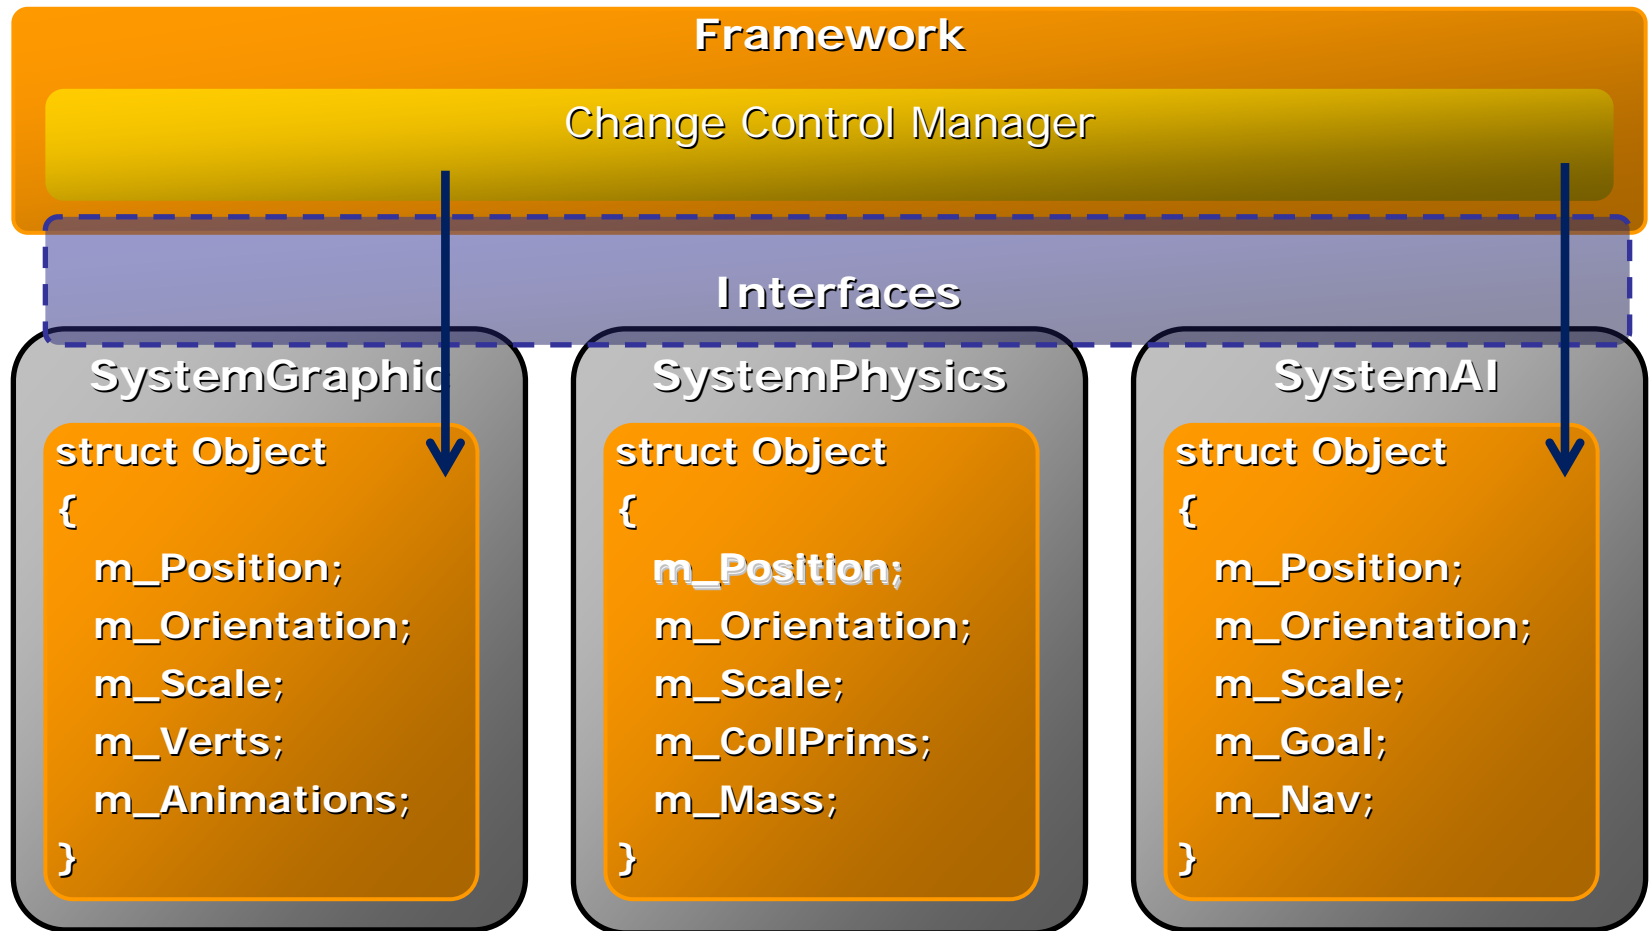 Framework
Change Control Manager
Interfaces
SystemGraphic
struct Object
{
m_Position;
m_Orientation;
m_Scale;
m_Verts;
m_Animations;
}
SystemPhysics
struct Object
{
m_Position;
m_Orientation;
m_Scale;
m_CollPrims;
m_Mass;
}
SystemAI
struct Object
{
m_Position;
m_Orientation;
m_Scale;
m_Goal;
m_Nav;
}